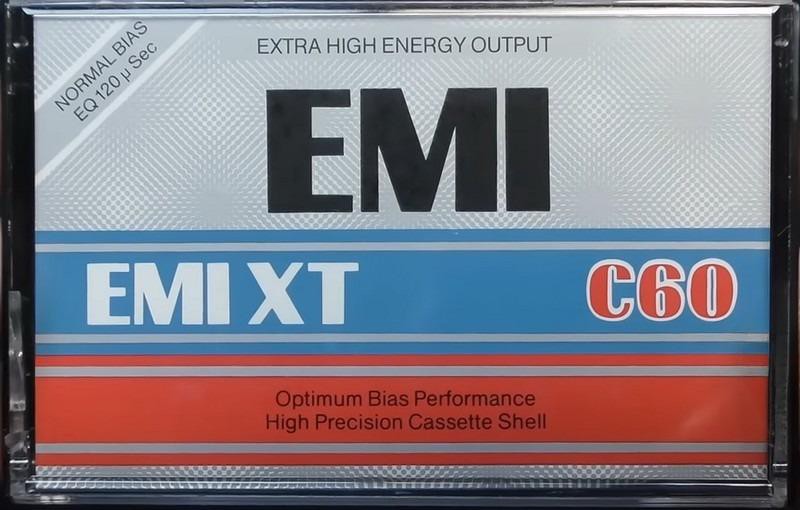 NORMAL BIAS
EQ 120 µ Sec
EXTRA HIGH ENERGY OUTPUT
EMI
EMI XT
C60
Optimum Bias Performance
High Precision Cassette Shell